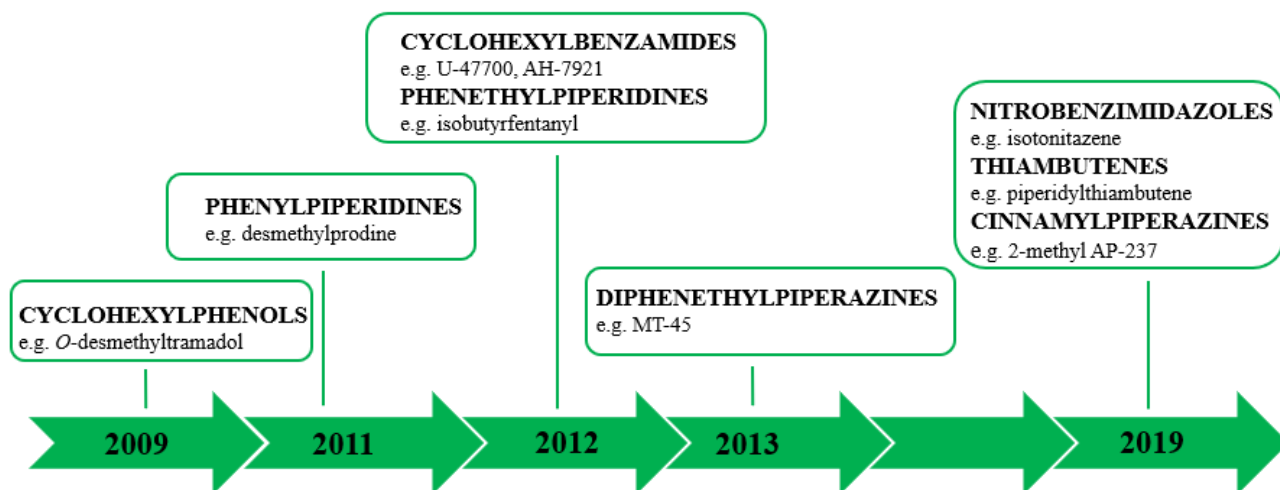 CYCLOHEXYLPHENOLS
e.g. O-desmethyltramadol
PHENYLPIPERIDINES
e.g. desmethylprodine
CYCLOHEXYLBENZAMIDES
e.g. U-47700, AH-7921
PHENETHYLPIPERIDINES
e.g. isobutyrfentanyl
DIPHENETHYLPIPERAZINES
e.g. MT-45
NITROBENZIMIDAZOLES
e.g. isotonitazene
THIAMBUTENES
e.g. piperidylthiambutene
CINNAMYLPIPERAZINES
e.g. 2-methyl AP-237
2009
2011
2012
2013
2019